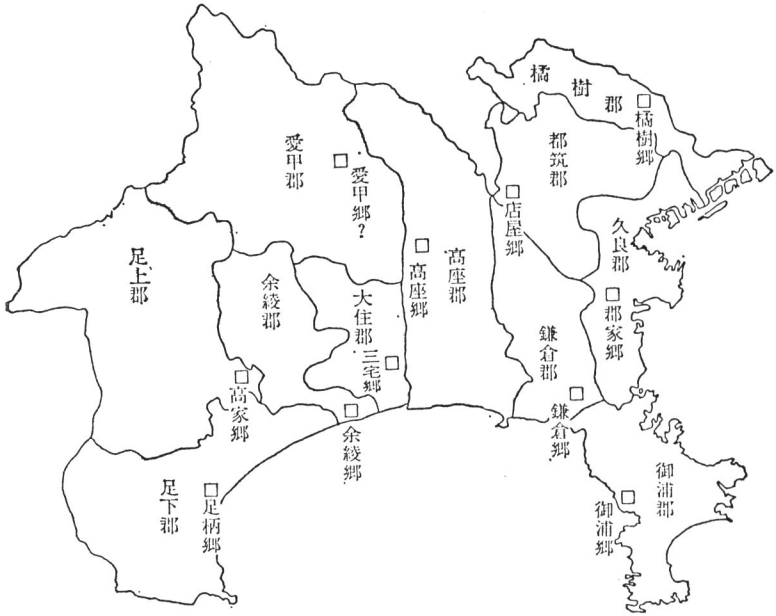 橘樹郡
橘樹郷
都筑郡
店屋郷
久良郡
郡家郷
愛甲郡
愛甲郷?
高座郡
高座郷
足上郡
余綾郡
大住郡
三宅郷
鎌倉郡
鎌倉郷
高家郷
余綾郷
足下郡
足柄郷
御浦郡
御浦郷